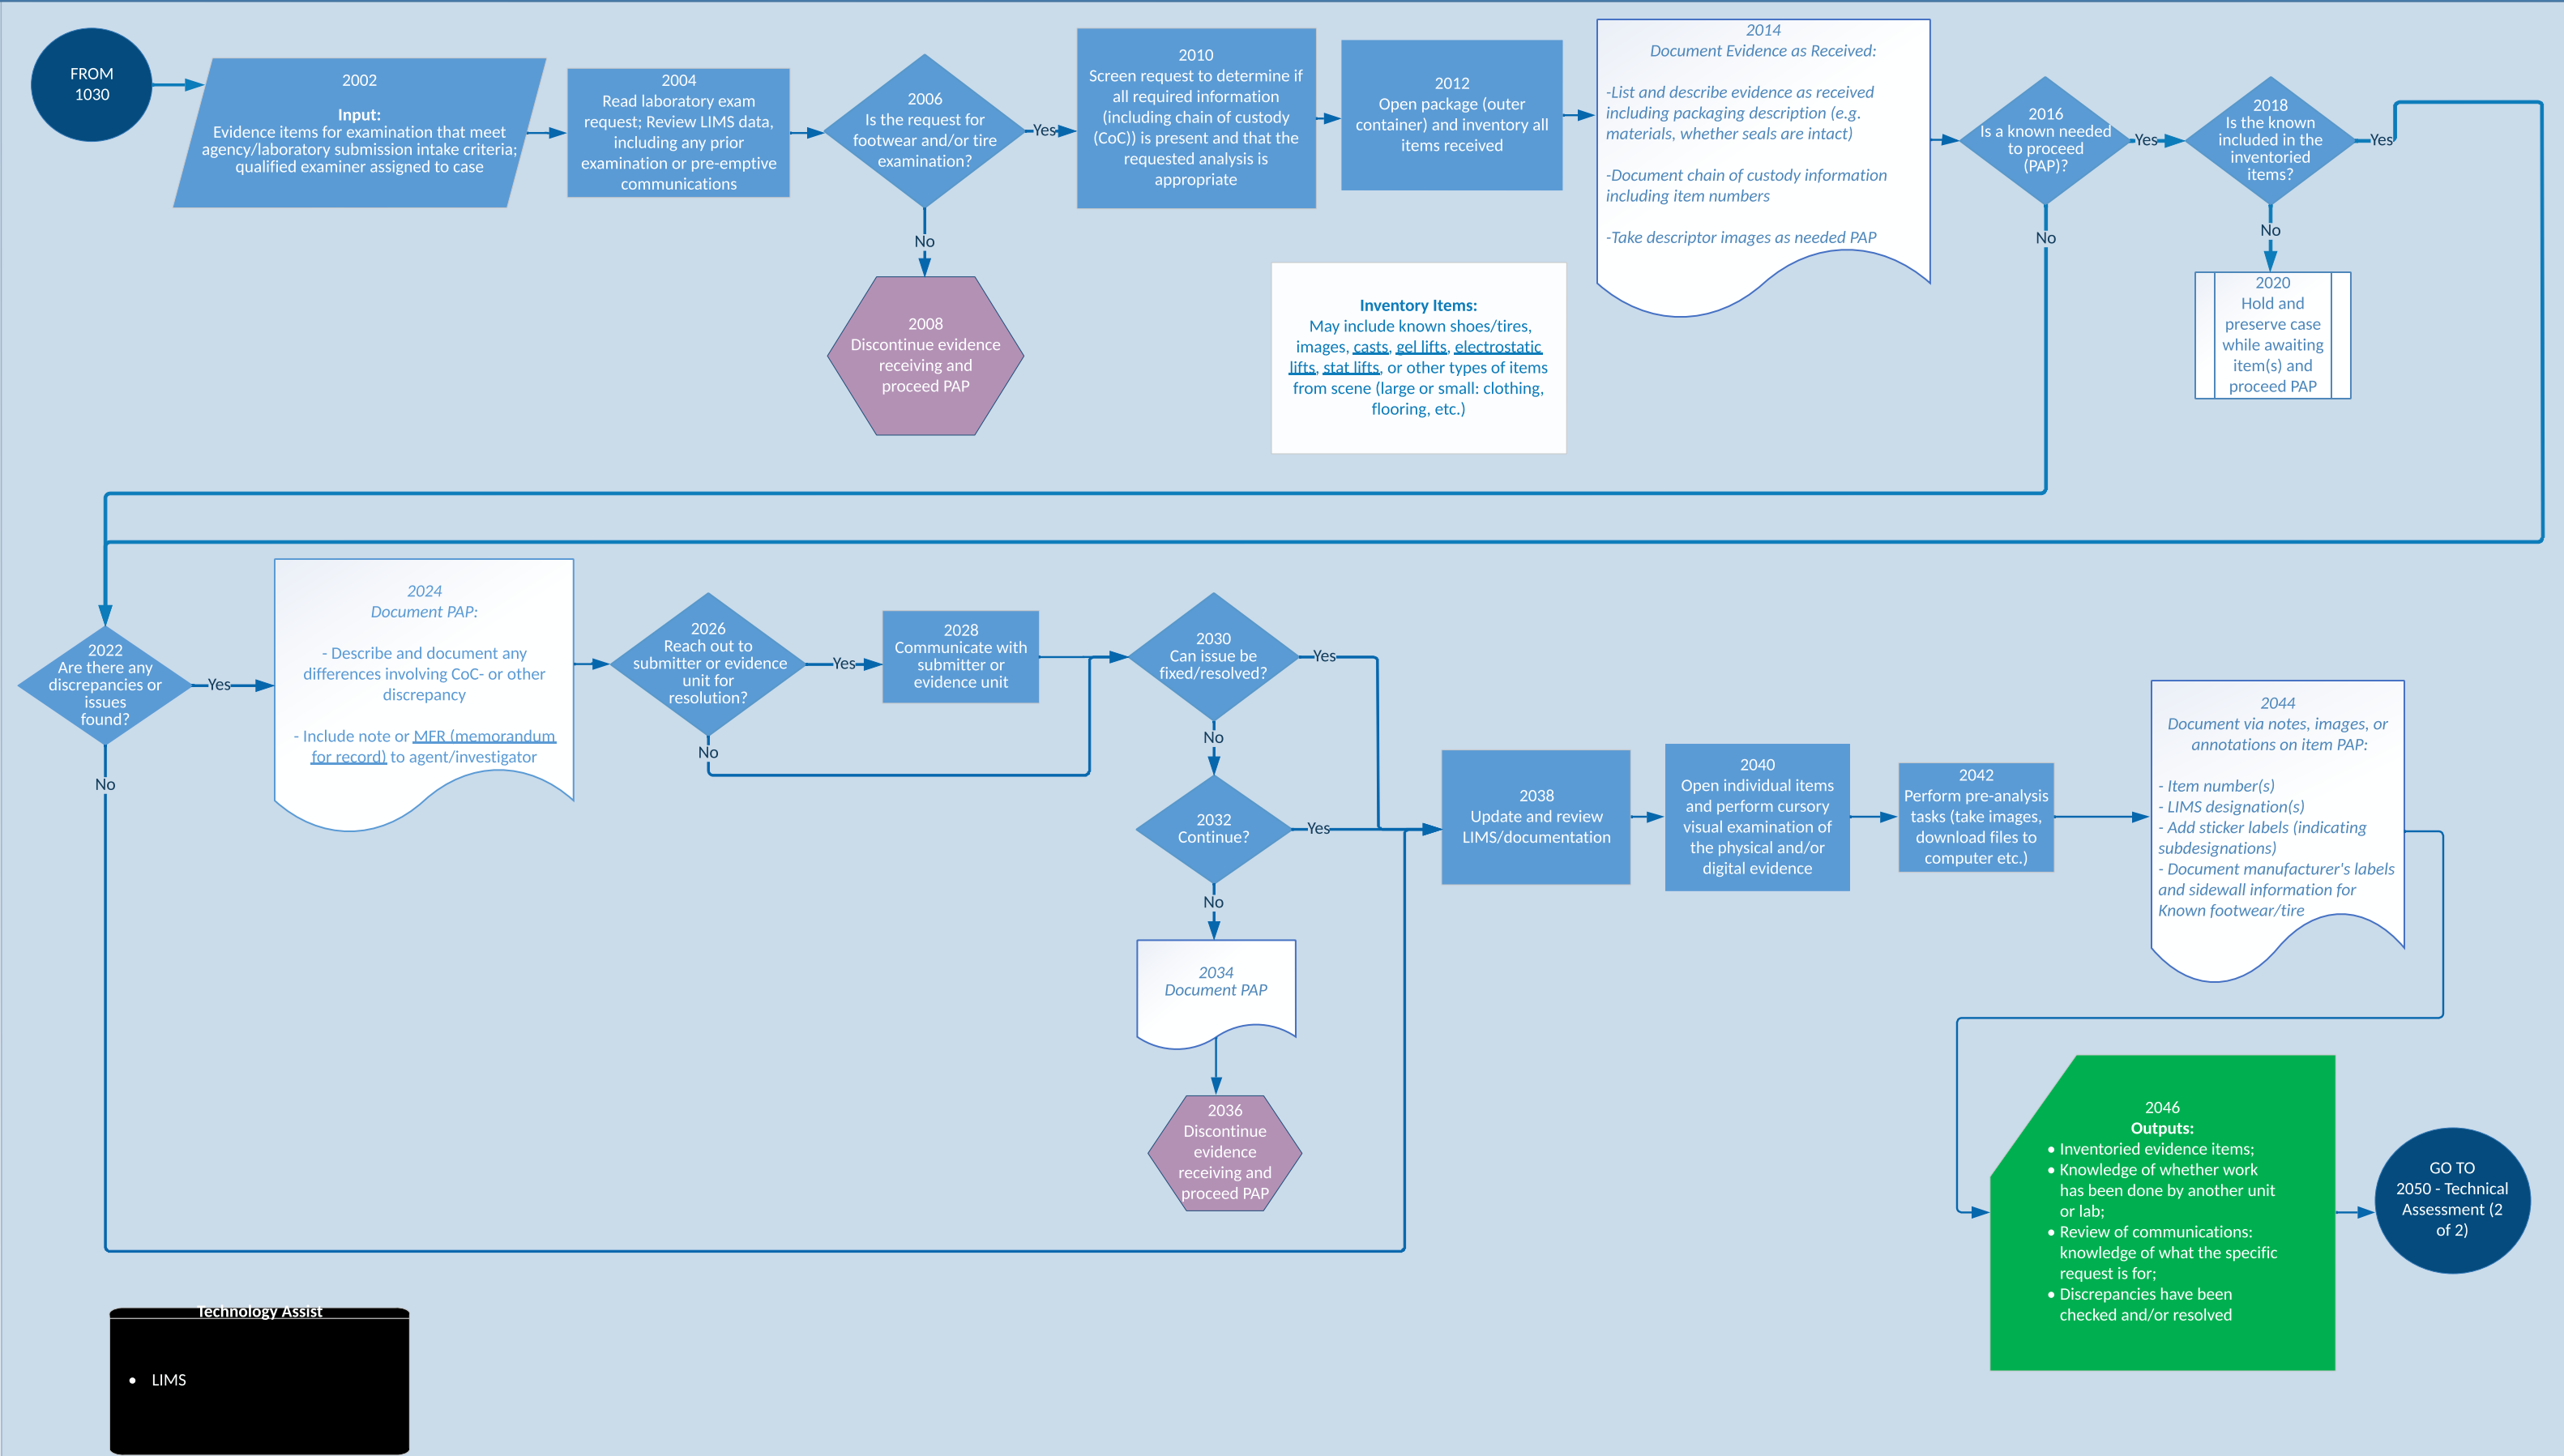 FROM
1030
2002
Input:
Evidence items for examination that meet
agency/laboratory submission intake criteria;
qualified examiner assigned to case
2004
Read laboratory exam
request; Review LIMS data,
including any prior
examination or pre-emptive
communications
2006
Is the request for
footwear and/or tire
examination?
Yes
No
2008
Discontinue evidence
receiving and
proceed PAP
2010
Screen request to determine if
all required information
(including chain of custody
(CoC)) is present and that the
requested analysis is
appropriate
2012
Open package (outer
container) and inventory all
items received
Inventory Items:
May include known shoes/tires,
images, casts, gel lifts, electrostatic
lifts, stat lifts, or other types of items
from scene (large or small: clothing,
flooring, etc.)
2014
Document Evidence as Received:
-List and describe evidence as received
including packaging description (e.g.
materials, whether seals are intact)
-Document chain of custody information
including item numbers
-Take descriptor images as needed PAP
2016
Is a known needed
to proceed
(PAP)?
Yes
No
2018
Is the known
included in the
inventoried
items?
Yes
No
2020
Hold and
preserve case
while awaiting
item(s) and
proceed PAP
2022
Are there any
discrepancies or
issues
found?
Yes
No
2024
Document PAP:
- Describe and document any
differences involving CoC- or other
discrepancy
- Include note or MFR (memorandum
for record) to agent/investigator
2026
Reach out to
submitter or evidence
unit for
resolution?
Yes
No
2028
Communicate with
submitter or
evidence unit
2030
Can issue be
fixed/resolved?
Yes
No
2032
Continue?
Yes
No
2034
Document PAP
2036
Discontinue
evidence
receiving and
proceed PAP
2038
Update and review
LIMS/documentation
2040
Open individual items
and perform cursory
visual examination of
the physical and/or
digital evidence
2042
Perform pre-analysis
tasks (take images,
download files to
computer etc.)
2044
Document via notes, images, or
annotations on item PAP:
- Item number(s)
- LIMS designation(s)
- Add sticker labels (indicating
subdesignations)
- Document manufacturer's labels
and sidewall information for
Known footwear/tire
2046
Outputs:
• Inventoried evidence items;
• Knowledge of whether work
has been done by another unit
or lab;
• Review of communications:
knowledge of what the specific
request is for;
• Discrepancies have been
checked and/or resolved
GO TO
2050 - Technical
Assessment (2
of 2)
Technology Assist
• LIMS